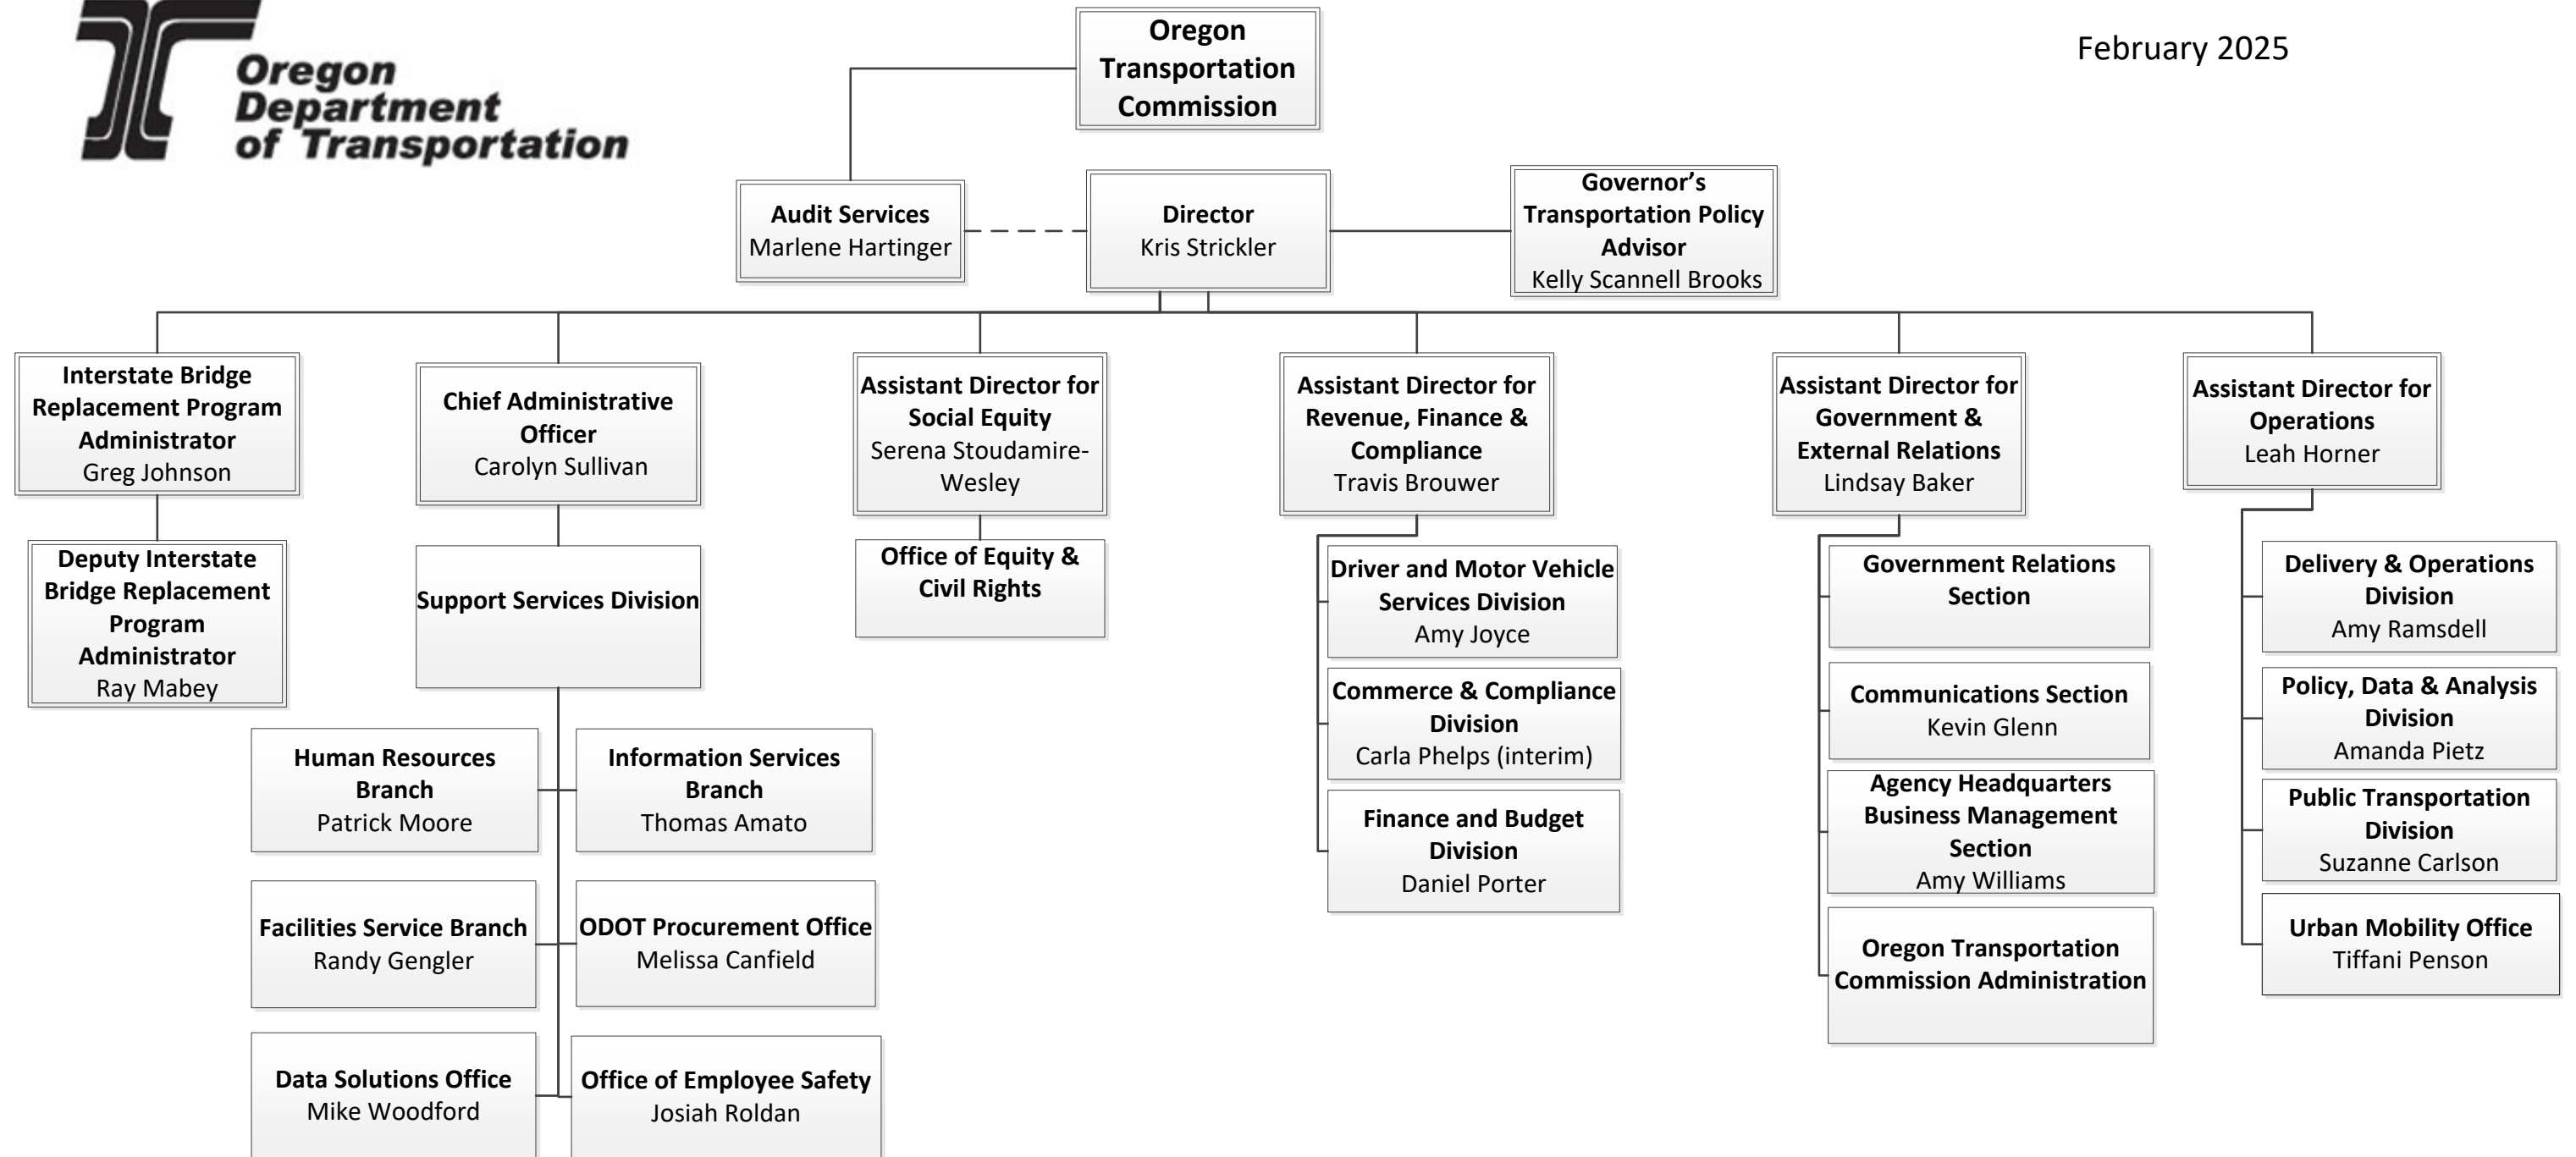 Oregon
Department
of Transportation
February 2025
Oregon
Transportation
Commission
Audit Services
Marlene Hartinger
Director
Kris Strickler
Governor’s
Transportation Policy
Advisor
Kelly Scannell Brooks
Interstate Bridge
Replacement Program
Administrator
Greg Johnson
Chief Administrative
Officer
Carolyn Sullivan
Assistant Director for
Social Equity
Serena Stoudamire-
Wesley
Assistant Director for
Revenue, Finance &
Compliance
Travis Brouwer
Assistant Director for
Government &
External Relations
Lindsay Baker
Assistant Director for
Operations
Leah Horner
Deputy Interstate
Bridge Replacement
Program
Administrator
Ray Mabey
Support Services Division
Office of Equity &
Civil Rights
Driver and Motor Vehicle
Services Division
Amy Joyce
Commerce & Compliance
Division
Carla Phelps (interim)
Finance and Budget
Division
Daniel Porter
Government Relations
Section
Communications Section
Kevin Glenn
Agency Headquarters
Business Management
Section
Amy Williams
Oregon Transportation
Commission Administration
Delivery & Operations
Division
Amy Ramsdell
Policy, Data & Analysis
Division
Amanda Pietz
Public Transportation
Division
Suzanne Carlson
Urban Mobility Office
Tiffani Penson
Human Resources
Branch
Patrick Moore
Information Services
Branch
Thomas Amato
Facilities Service Branch
Randy Gengler
ODOT Procurement Office
Melissa Canfield
Data Solutions Office
Mike Woodford
Office of Employee Safety
Josiah Roldan